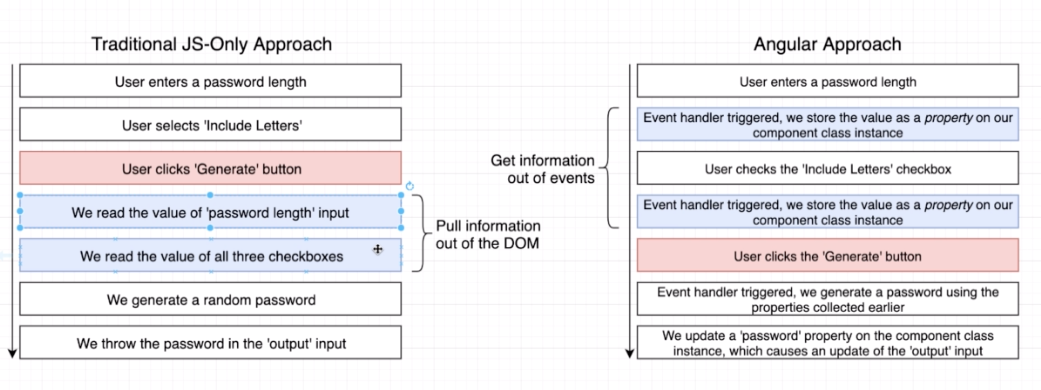 Traditional JS-Only Approach
User enters a password length
User selects 'Include Letters'
User clicks 'Generate' button
We read the value of 'password length' input
We read the value of all three checkboxes
Pull information
out of the DOM
We generate a random password
We throw the password in the 'output' input
Angular Approach
User enters a password length
Event handler triggered, we store the value as a property on our
component class instance
Get information
out of events
User checks the 'Include Letters' checkbox
Event handler triggered, we store the value as a property on our
component class instance
User clicks the 'Generate' button
Event handler triggered, we generate a password using the
properties collected earlier
We update a 'password' property on the component class
instance, which causes an update of the 'output' input